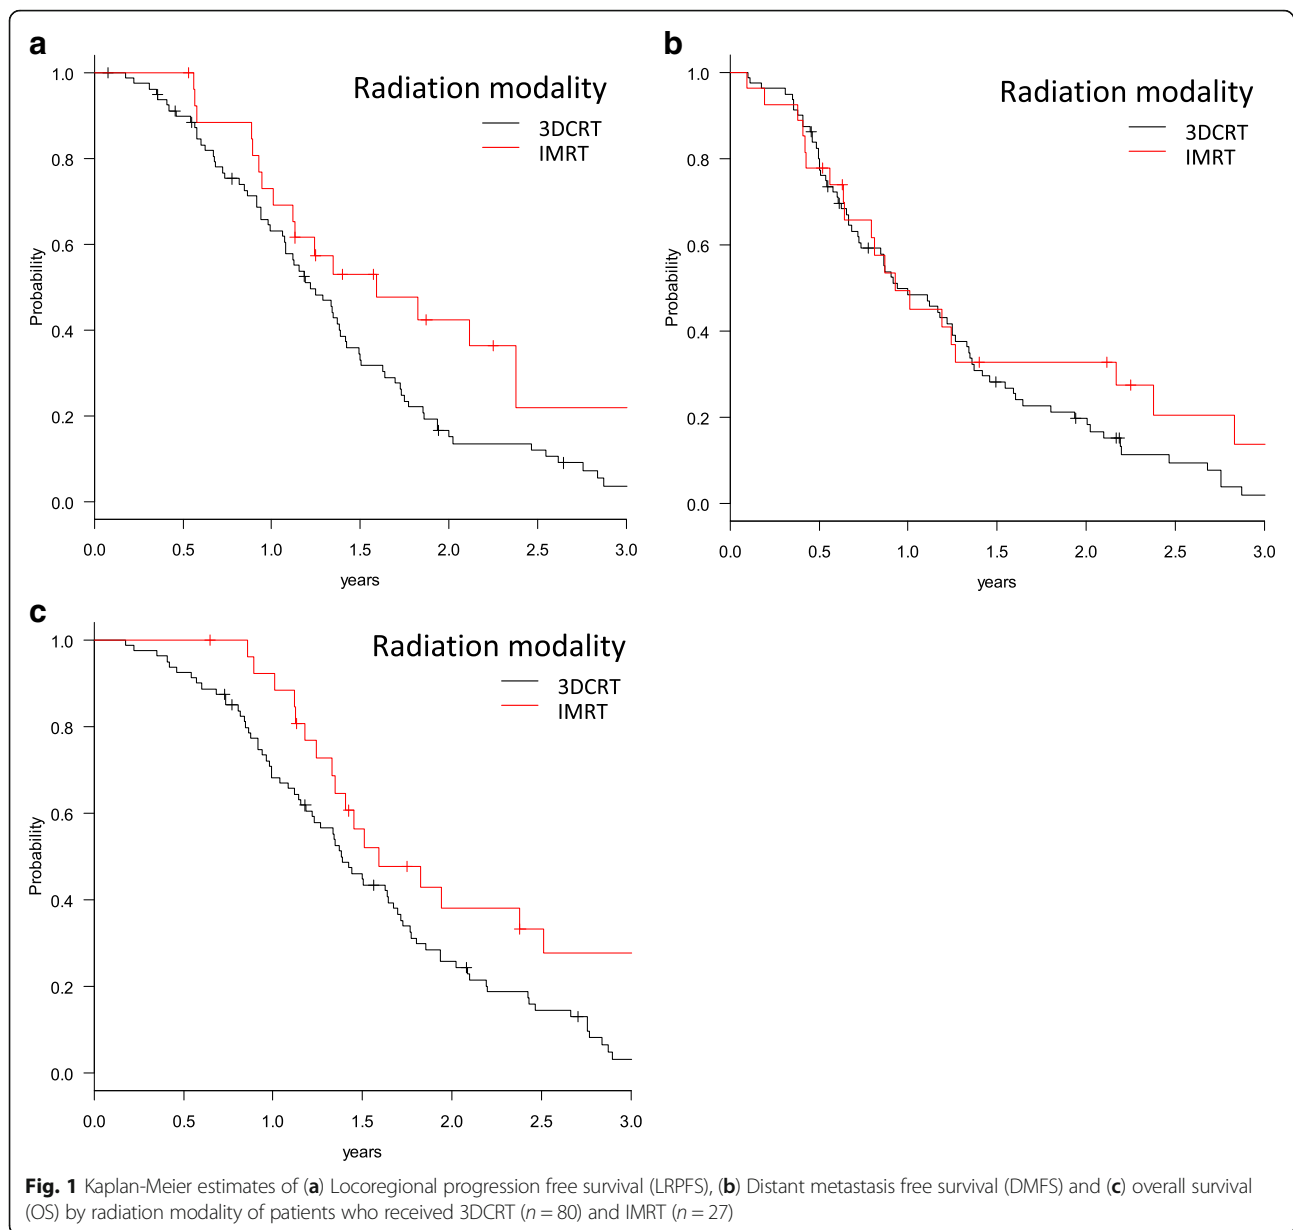 a
Radiation modality
3DCRT
IMRT
Probability
1.0
0.8
0.6
0.4
0.2
0.0
0.0 0.5 1.0 1.5 2.0 2.5 3.0
years
b
Radiation modality
3DCRT
IMRT
Probability
1.0
0.8
0.6
0.4
0.2
0.0
0.0 0.5 1.0 1.5 2.0 2.5 3.0
years
c
Radiation modality
3DCRT
IMRT
Probability
1.0
0.8
0.6
0.4
0.2
0.0
0.0 0.5 1.0 1.5 2.0 2.5 3.0
years
Fig. 1 Kaplan-Meier estimates of (a) Locoregional progression free survival (LRPFS), (b) Distant metastasis free survival (DMFS) and (c) overall survival
(OS) by radiation modality of patients who received 3DCRT (n = 80) and IMRT (n = 27)